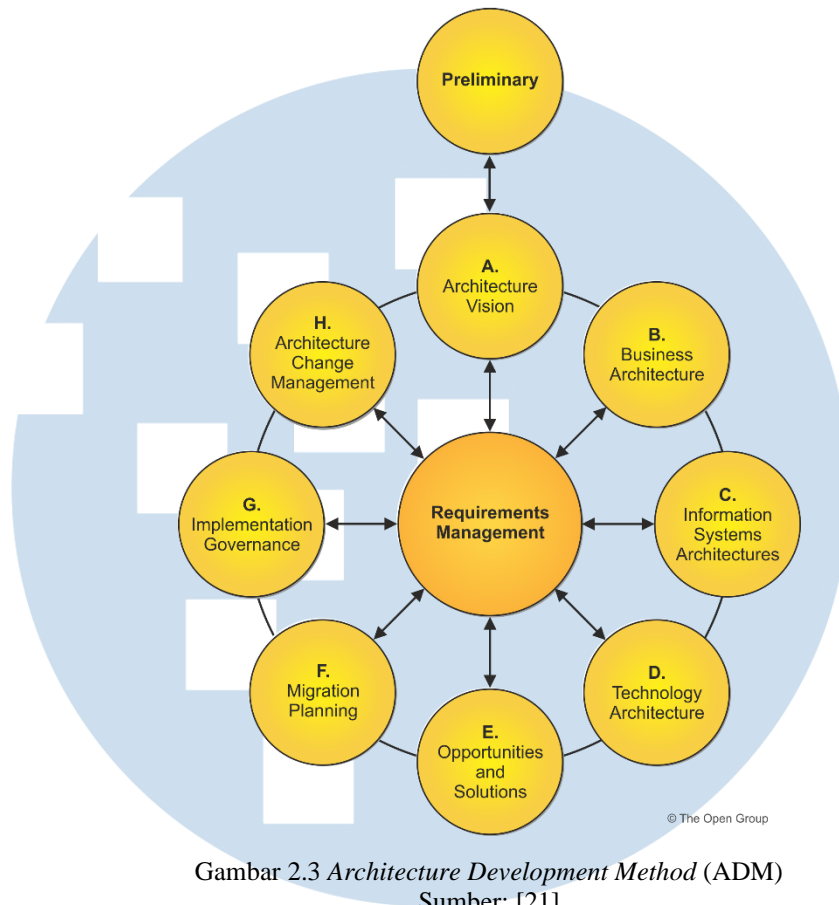 Preliminary
A.
Architecture
Vision
B.
Business
Architecture
C.
Information
Systems
Architectures
D.
Technology
Architecture
E.
Opportunities
and
Solutions
F.
Migration
Planning
G.
Implementation
Governance
H.
Architecture
Change
Management
Requirements
Management
© The Open Group
Gambar 2.3 Architecture Development Method (ADM)
Sumber: [21]